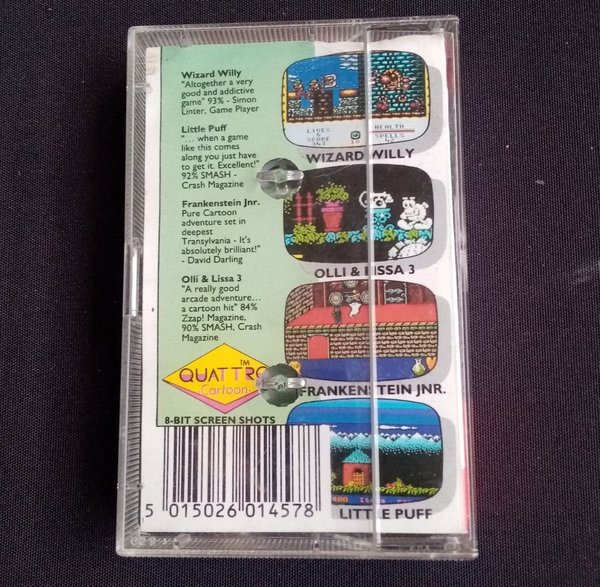 Wizard Willy
"Altogether a very
good and addictive
game" 93% - Simon
Linter, Game Player
Little Puff
"... when a game
like this comes
along you just have
to get it. Excellent!"
92% SMASH -
Crash Magazine
Frankenstein Jnr.
Pure Cartoon
adventure set in
deepest
Transylvania - It's
absolutely brilliant!"
- David Darling
Olli & Lissa 3
"A really good
arcade adventure...
a cartoon hit" 84%
Zzap! Magazine,
90% SMASH, Crash
Magazine
QUATTRO TM
Cartoon
8-BIT SCREEN SHOTS
5 015026 014578
LIVES
HEALTH
SCORE
SPELLS
WIZARD WILLY
OLLI & LISSA 3
FRANKENSTEIN JNR.
LITTLE PUFF